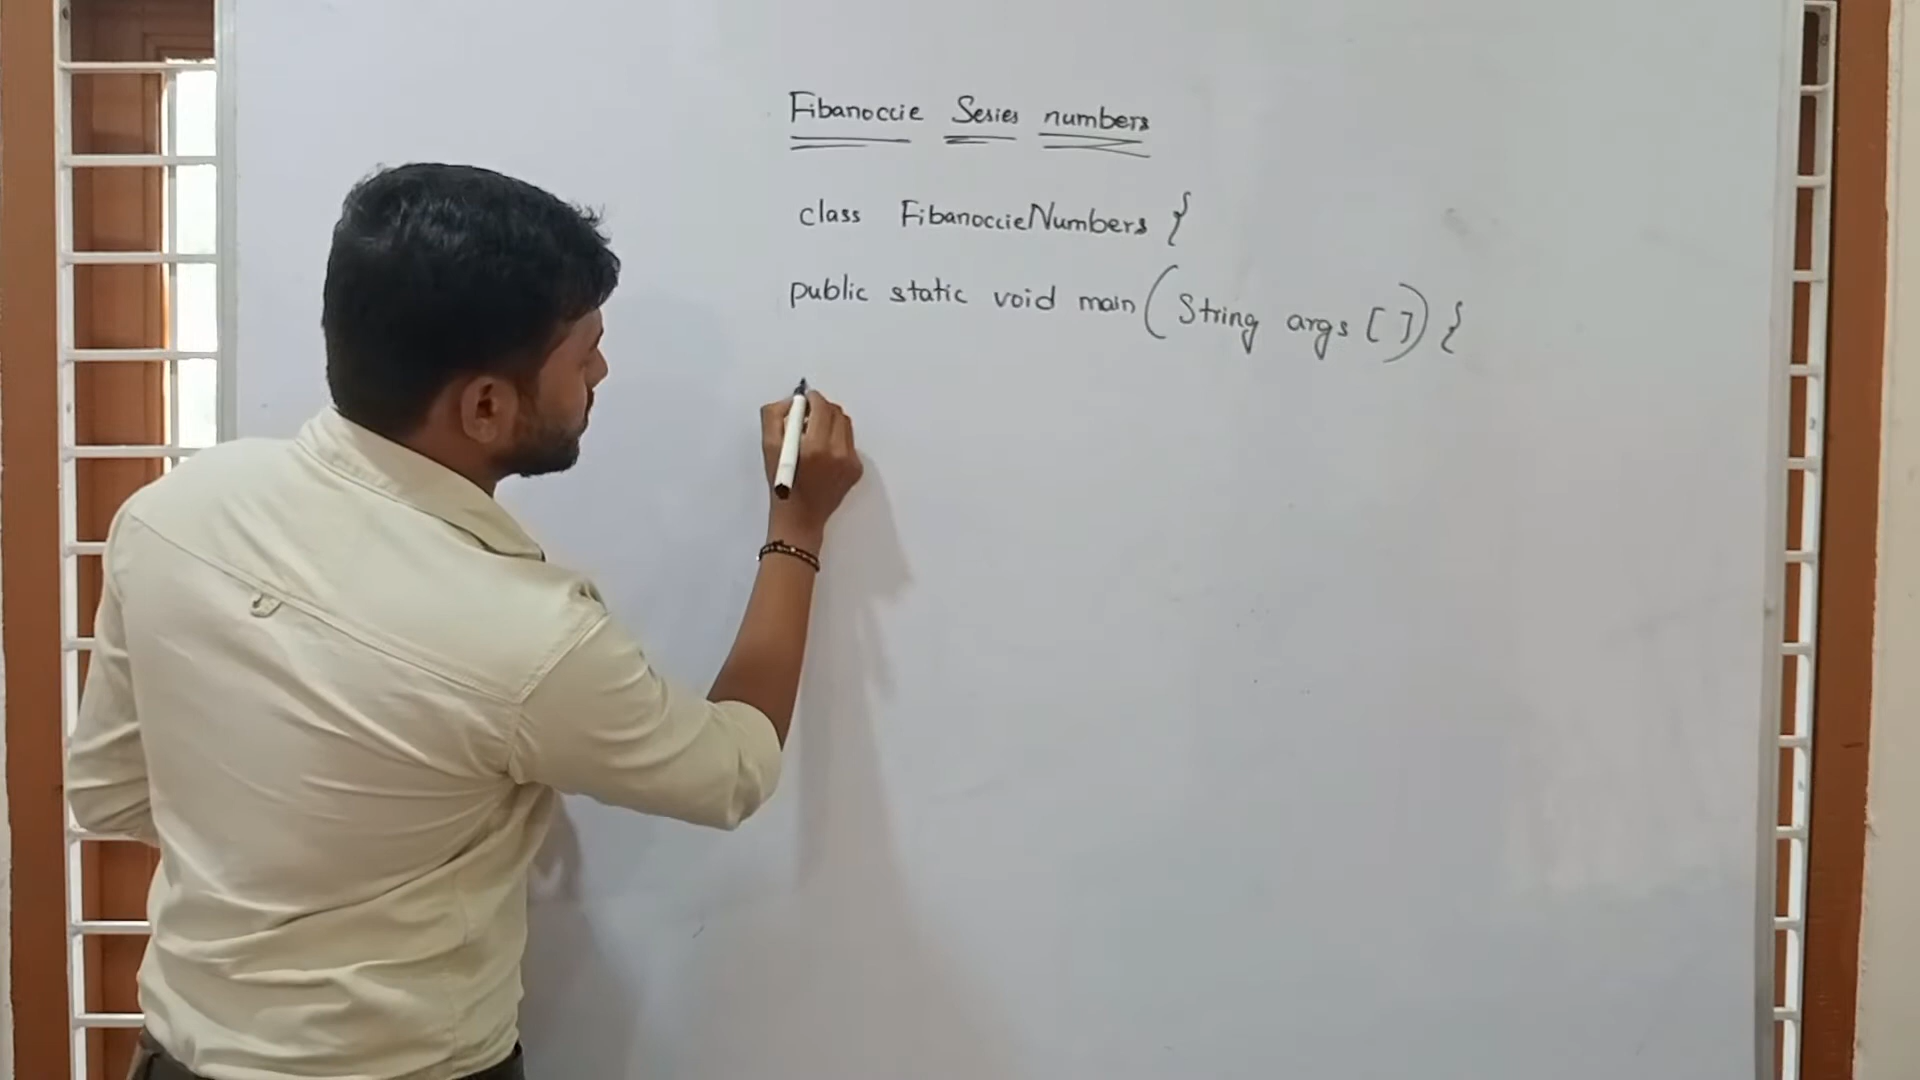 Fibanoccie Series numbers
class FibanoccieNumbers {
public static void main (String args []) {